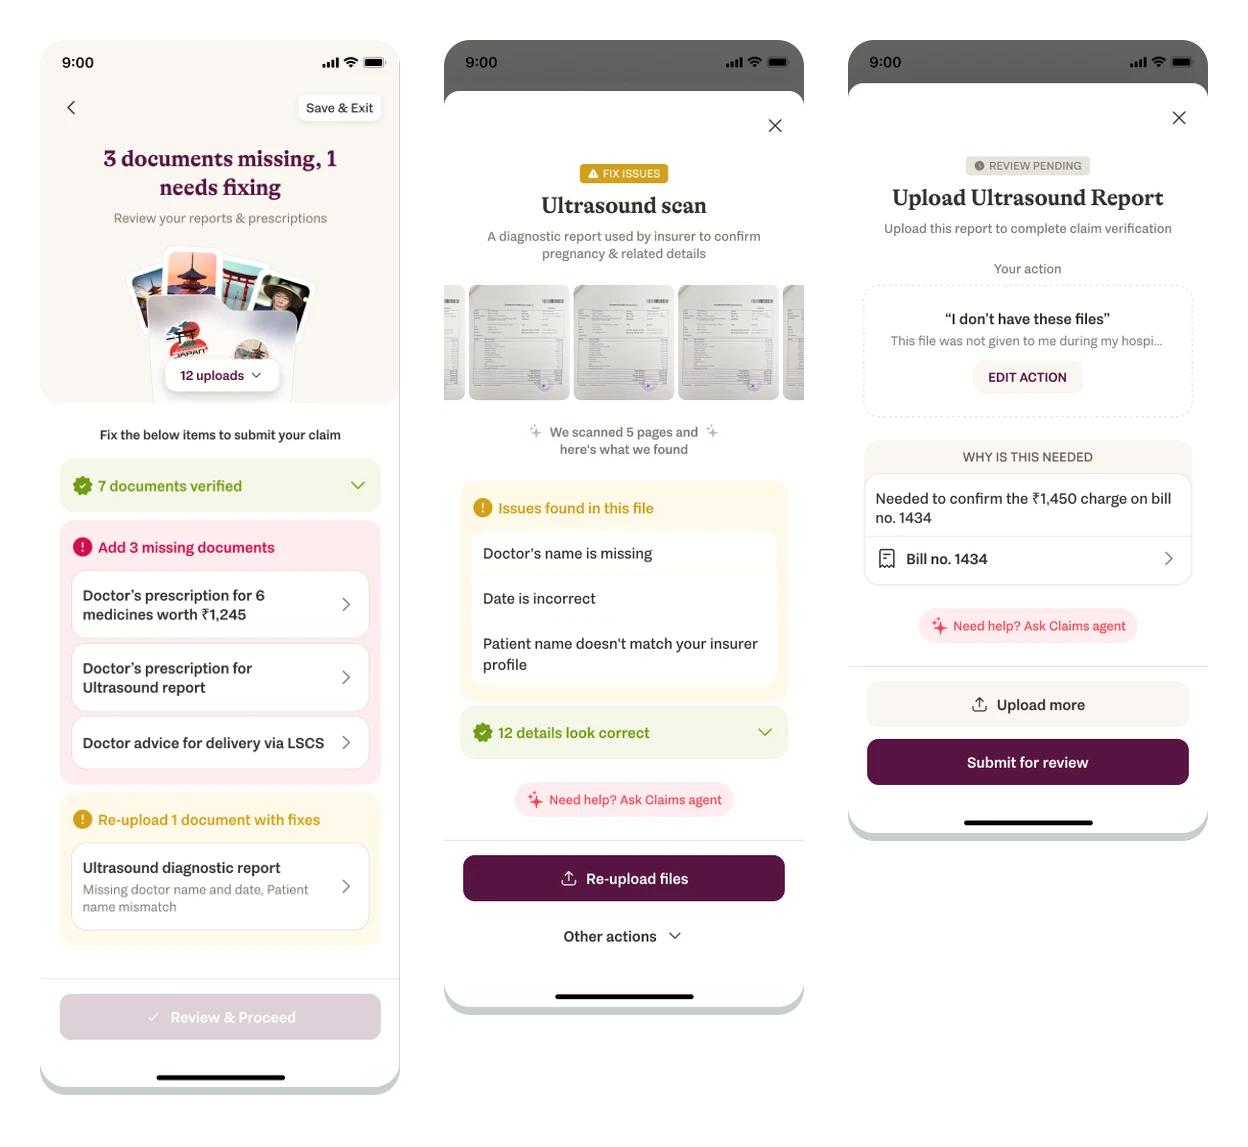 9:00
Save & Exit
3 documents missing, 1
needs fixing
Review your reports & prescriptions
JAPAN
12 uploads
Fix the below items to submit your claim
7 documents verified
Add 3 missing documents
Doctor's prescription for 6
medicines worth ₹1,245
Doctor's prescription for
Ultrasound report
Doctor advice for delivery via LSCS
Re-upload 1 document with fixes
Ultrasound diagnostic report
Missing doctor name and date, Patient
name mismatch
Review & Proceed
9:00
FIX ISSUES
Ultrasound scan
A diagnostic report used by insurer to confirm
pregnancy & related details
We scanned 5 pages and
here's what we found
Issues found in this file
Doctor's name is missing
Date is incorrect
Patient name doesn't match your insurer
profile
12 details look correct
Need help? Ask Claims agent
Re-upload files
Other actions
9:00
REVIEW PENDING
Upload Ultrasound Report
Upload this report to complete claim verification
Your action
“I don’t have these files”
This file was not given to me during my hospi...
EDIT ACTION
WHY IS THIS NEEDED
Needed to confirm the ₹1,450 charge on bill
no. 1434
Bill no. 1434
Need help? Ask Claims agent
Upload more
Submit for review